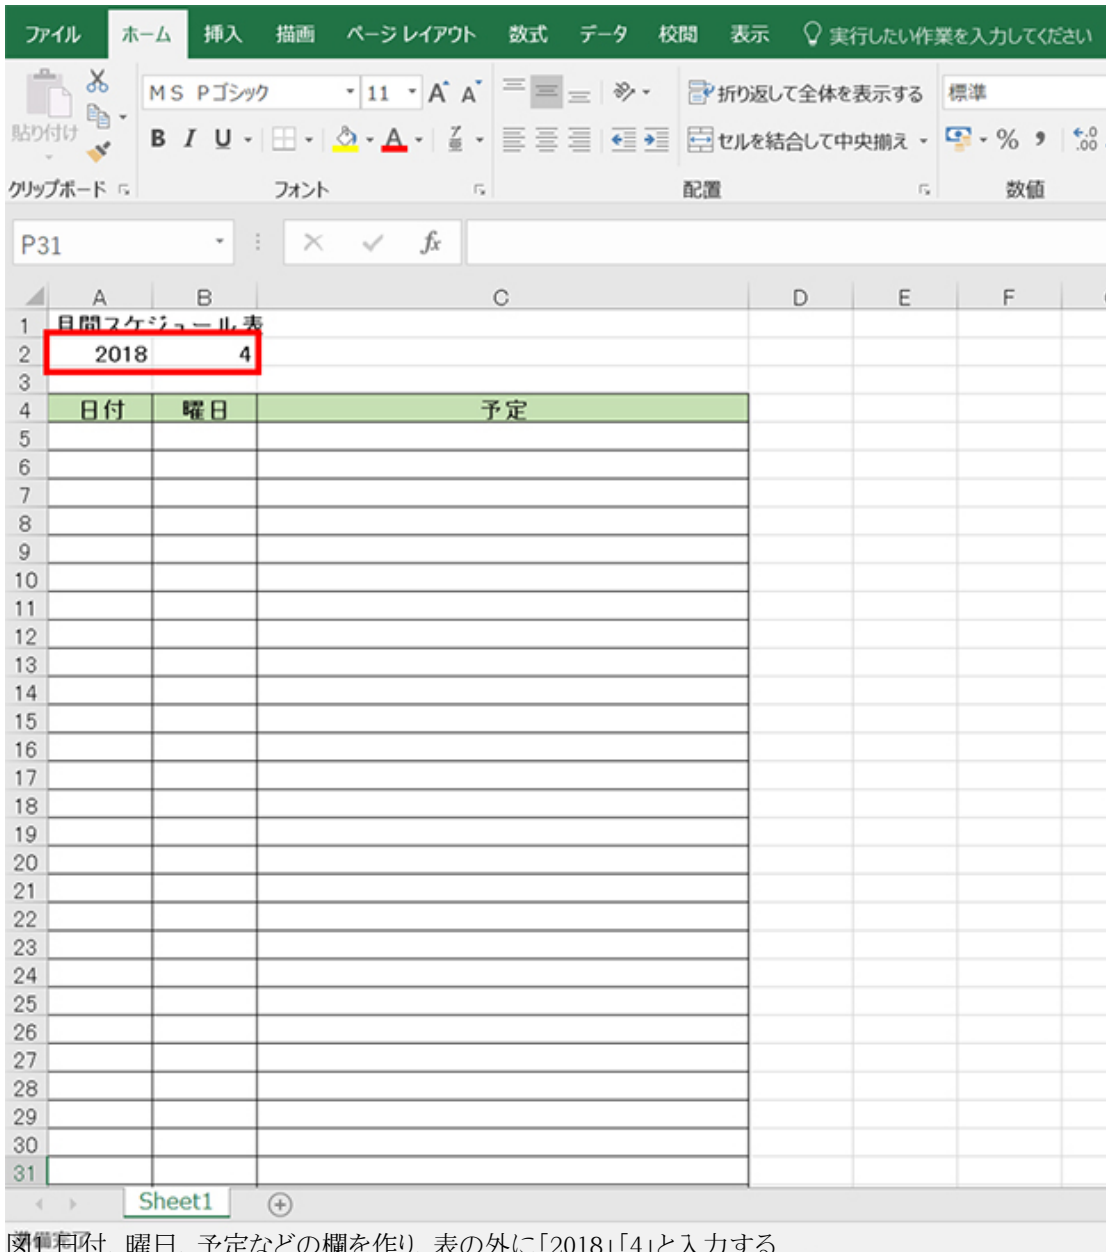 ファイル ホーム 挿入 描画 ページ レイアウト 数式 データ 校閲 表示 実行したい作業を入力してください
MS Pゴシック 11 A A 折り返して全体を表示する 標準
貼り付け B I U A セルを結合して中央揃え % 9 .0 .00
クリップボード フォント 配置 数値
P31 fx
A B C D E F
1 月間スケジュール表
2 2018 4
3
4 日付 曜日 予定
5
6
7
8
9
10
11
12
13
14
15
16
17
18
19
20
21
22
23
24
25
26
27
28
29
30
31
Sheet1
準備完了
図1 日付、曜日、予定などの欄を作り、表の外に「2018」「4」と入力する